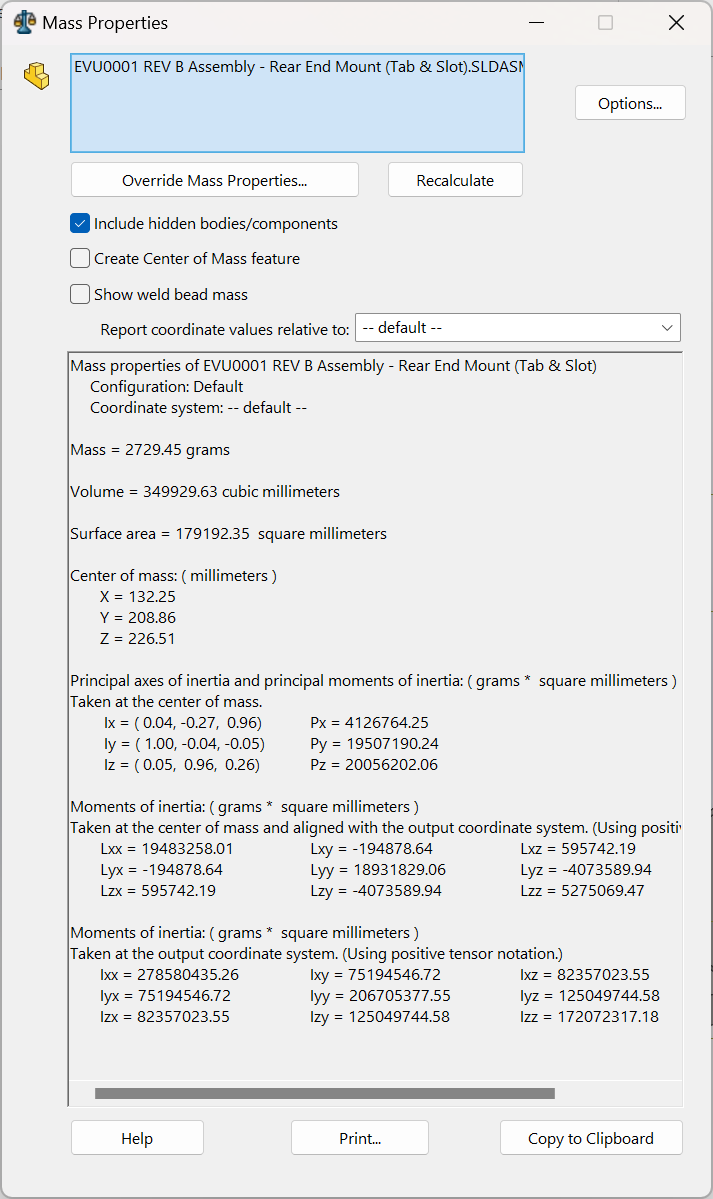 Mass Properties
EVU0001 REV B Assembly - Rear End Mount (Tab & Slot).SLDASM
Options...
Override Mass Properties...
Recalculate
Include hidden bodies/components
Create Center of Mass feature
Show weld bead mass
Report coordinate values relative to:
-- default --
Mass properties of EVU0001 REV B Assembly - Rear End Mount (Tab & Slot)
Configuration: Default
Coordinate system: -- default --
Mass = 2729.45 grams
Volume = 349929.63 cubic millimeters
Surface area = 179192.35 square millimeters
Center of mass: ( millimeters )
X = 132.25
Y = 208.86
Z = 226.51
Principal axes of inertia and principal moments of inertia: ( grams * square millimeters )
Taken at the center of mass.
Ix = ( 0.04, -0.27, 0.96) Px = 4126764.25
Iy = ( 1.00, -0.04, -0.05) Py = 19507190.24
Iz = ( 0.05, 0.96, 0.26) Pz = 20056202.06
Moments of inertia: ( grams * square millimeters )
Taken at the center of mass and aligned with the output coordinate system. (Using positi
Lxx = 19483258.01 Lxy = -194878.64 Lxz = 595742.19
Lyx = -194878.64 Lyy = 18931829.06 Lyz = -4073589.94
Lzx = 595742.19 Lzy = -4073589.94 Lzz = 5275069.47
Moments of inertia: ( grams * square millimeters )
Taken at the output coordinate system. (Using positive tensor notation.)
Ixx = 278580435.26 Ixy = 75194546.72 Ixz = 82357023.55
Iyx = 75194546.72 Iyy = 206705377.55 Iyz = 125049744.58
Izx = 82357023.55 Izy = 125049744.58 Izz = 172072317.18
Help
Print...
Copy to Clipboard